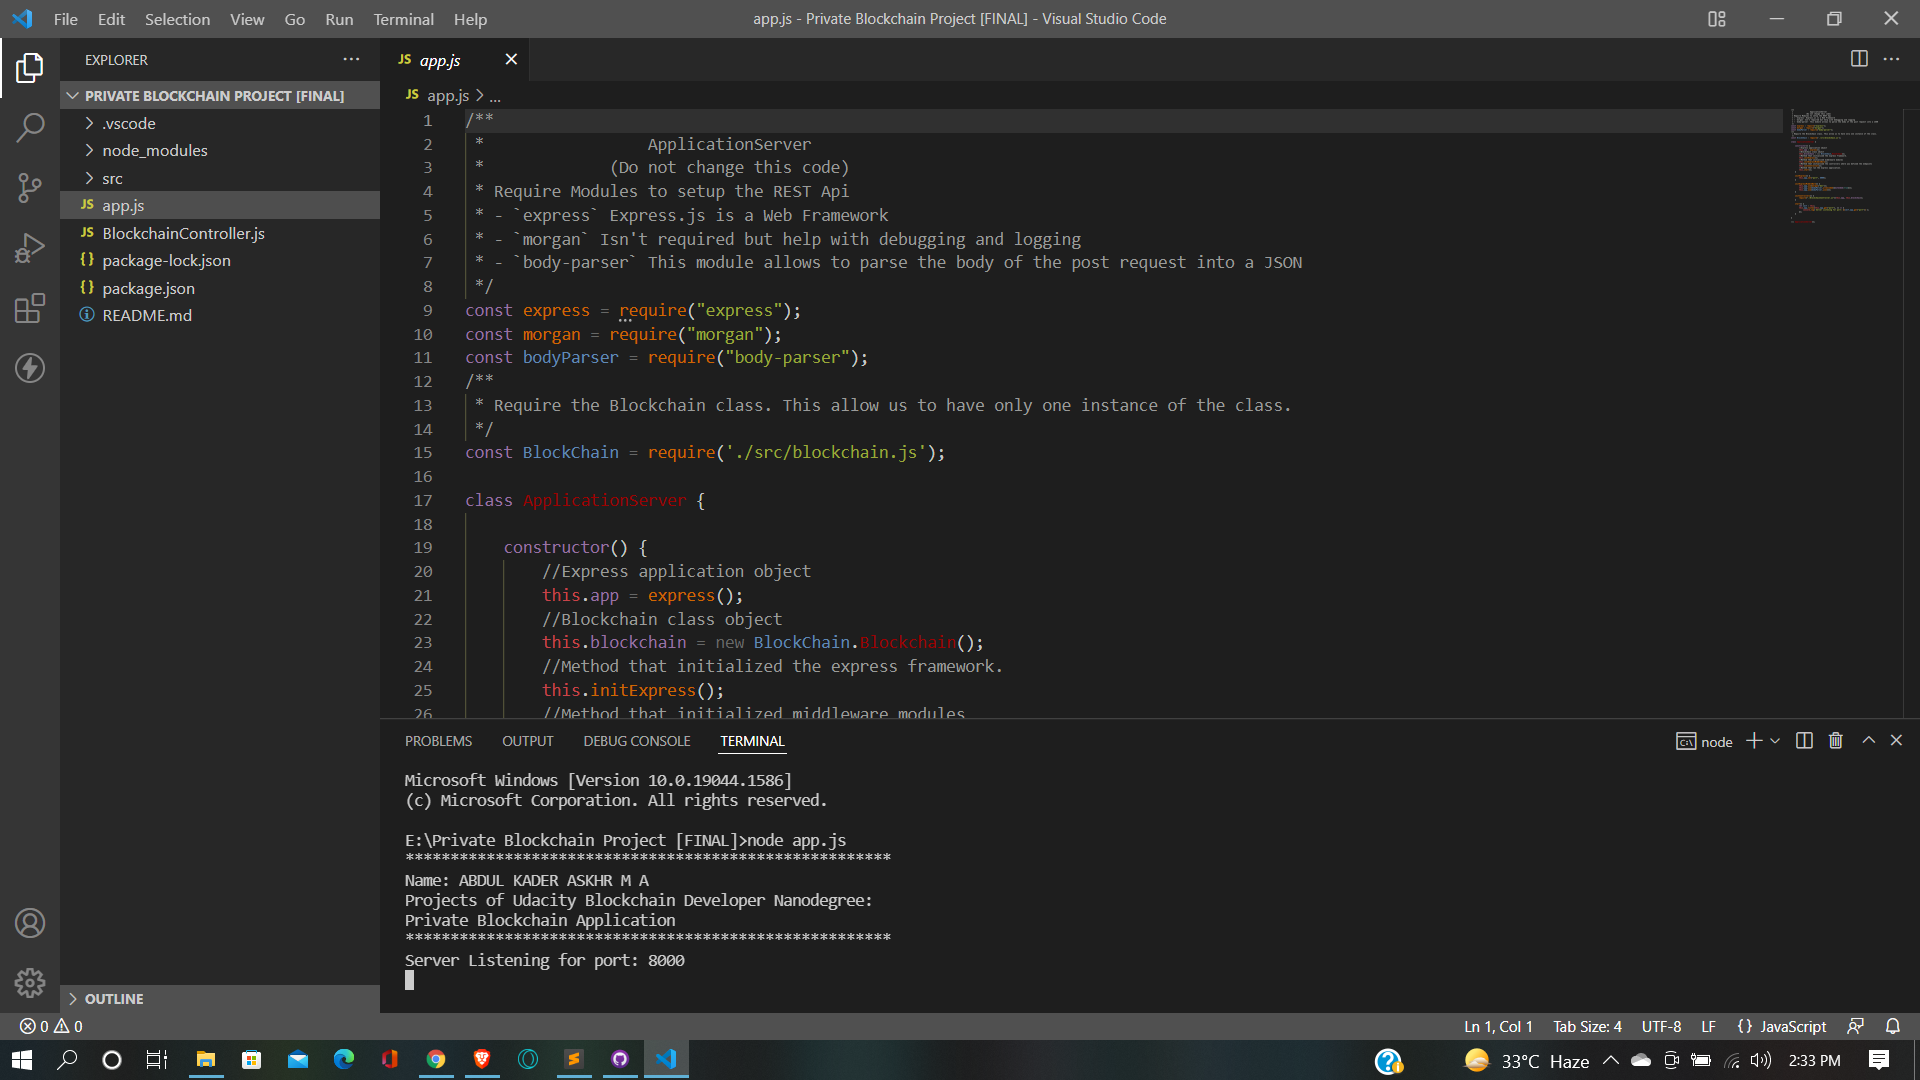 File Edit Selection View Go Run Terminal Help
app.js - Private Blockchain Project [FINAL] - Visual Studio Code
EXPLORER
PRIVATE BLOCKCHAIN PROJECT [FINAL]
.vscode
node_modules
src
JS app.js
JS BlockchainController.js
{} package-lock.json
{} package.json
README.md
OUTLINE
JS app.js
JS app.js > ...
1 /**
2 * ApplicationServer
3 * (Do not change this code)
4 * Require Modules to setup the REST Api
5 * - `express` Express.js is a Web Framework
6 * - `morgan` Isn't required but help with debugging and logging
7 * - `body-parser` This module allows to parse the body of the post request into a JSON
8 */
9 const express = require("express");
10 const morgan = require("morgan");
11 const bodyParser = require("body-parser");
12 /**
13 * Require the Blockchain class. This allow us to have only one instance of the class.
14 */
15 const BlockChain = require('./src/blockchain.js');
16
17 class ApplicationServer {
18
19 constructor() {
20 //Express application object
21 this.app = express();
22 //Blockchain class object
23 this.blockchain = new BlockChain.Blockchain();
24 //Method that initialized the express framework.
25 this.initExpress();
26 //Method that initialized middleware modules
PROBLEMS OUTPUT DEBUG CONSOLE TERMINAL
node
Microsoft Windows [Version 10.0.19044.1586]
(c) Microsoft Corporation. All rights reserved.
E:\Private Blockchain Project [FINAL]>node app.js
******************************************************
Name: ABDUL KADER ASKHR M A
Projects of Udacity Blockchain Developer Nanodegree:
Private Blockchain Application
******************************************************
Server Listening for port: 8000
0 0
Ln 1, Col 1 Tab Size: 4 UTF-8 LF {} JavaScript
33°C Haze 2:33 PM